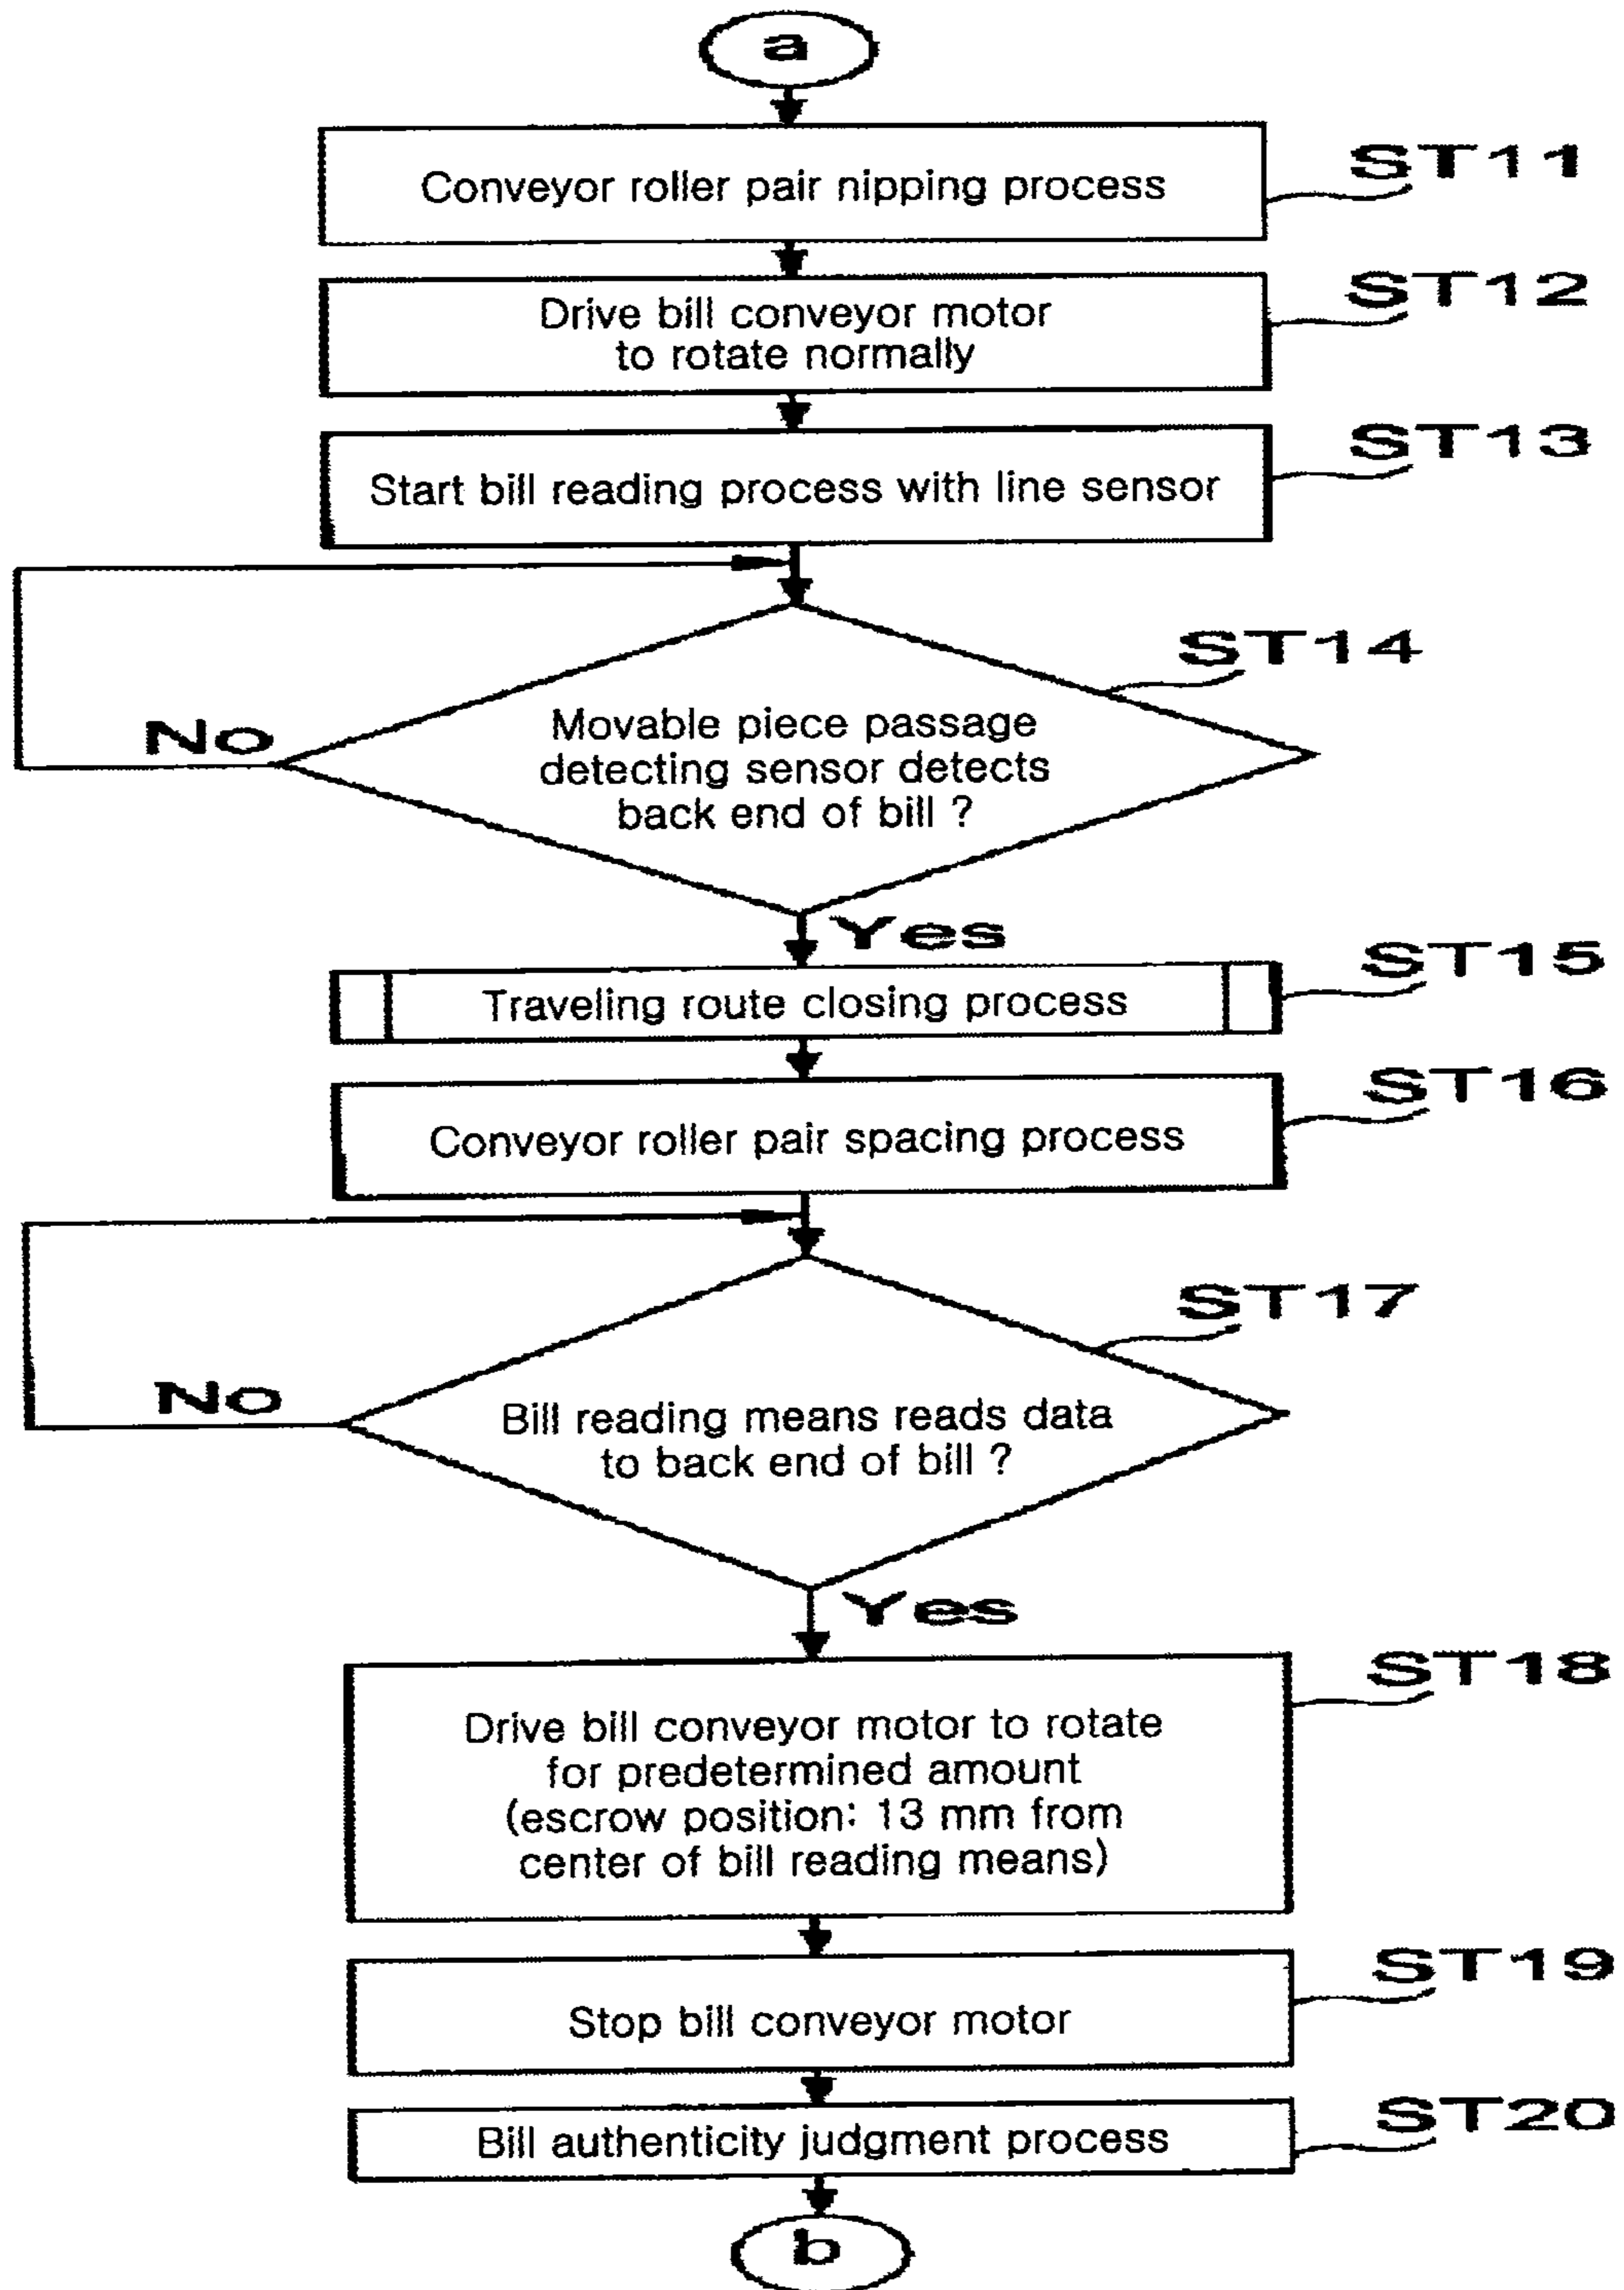 a
Conveyor roller pair nipping process
ST11
Drive bill conveyor motor
to rotate normally
ST12
Start bill reading process with line sensor
ST13
ST14
Movable piece passage
detecting sensor detects
back end of bill ?
No
Yes
Traveling route closing process
ST15
Conveyor roller pair spacing process
ST16
ST17
Bill reading means reads data
to back end of bill ?
No
Yes
ST18
Drive bill conveyor motor to rotate
for predetermined amount
(escrow position: 13 mm from
center of bill reading means)
ST19
Stop bill conveyor motor
ST20
Bill authenticity judgment process
b